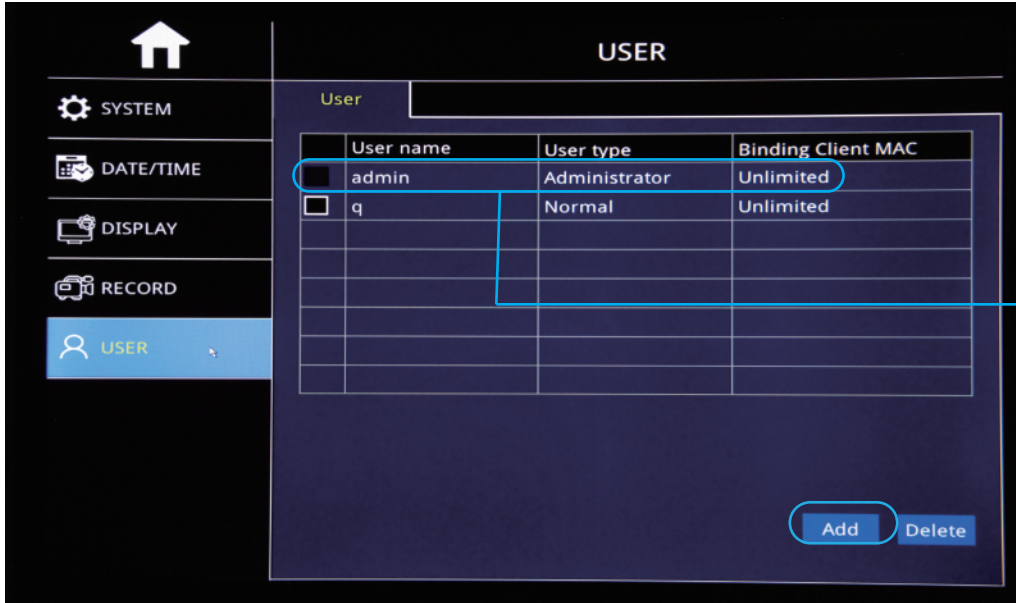 USER
SYSTEM
DATE/TIME
DISPLAY
RECORD
USER
User
User name User type Binding Client MAC
admin Administrator Unlimited
q Normal Unlimited
Add Delete